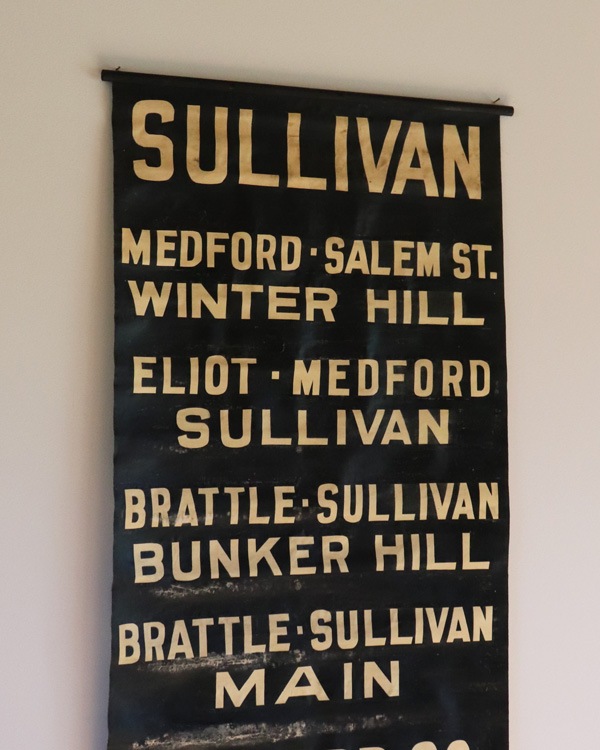 SULLIVAN
MEDFORD·SALEM ST.
WINTER HILL
ELIOT · MEDFORD
SULLIVAN
BRATTLE·SULLIVAN
BUNKER HILL
BRATTLE·SULLIVAN
MAIN